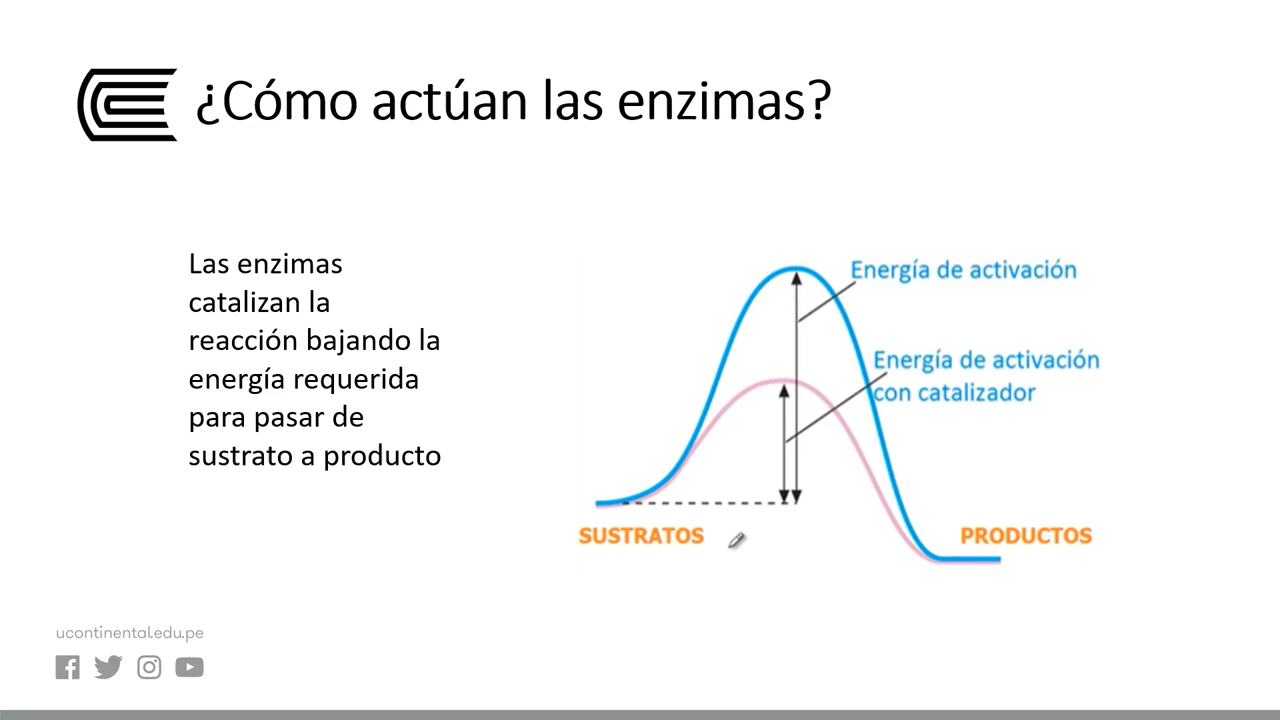 ¿Cómo actúan las enzimas?
Las enzimas
catalizan la
reacción bajando la
energía requerida
para pasar de
sustrato a producto
Energía de activación
Energía de activación
con catalizador
SUSTRATOS
PRODUCTOS
ucontinental.edu.pe